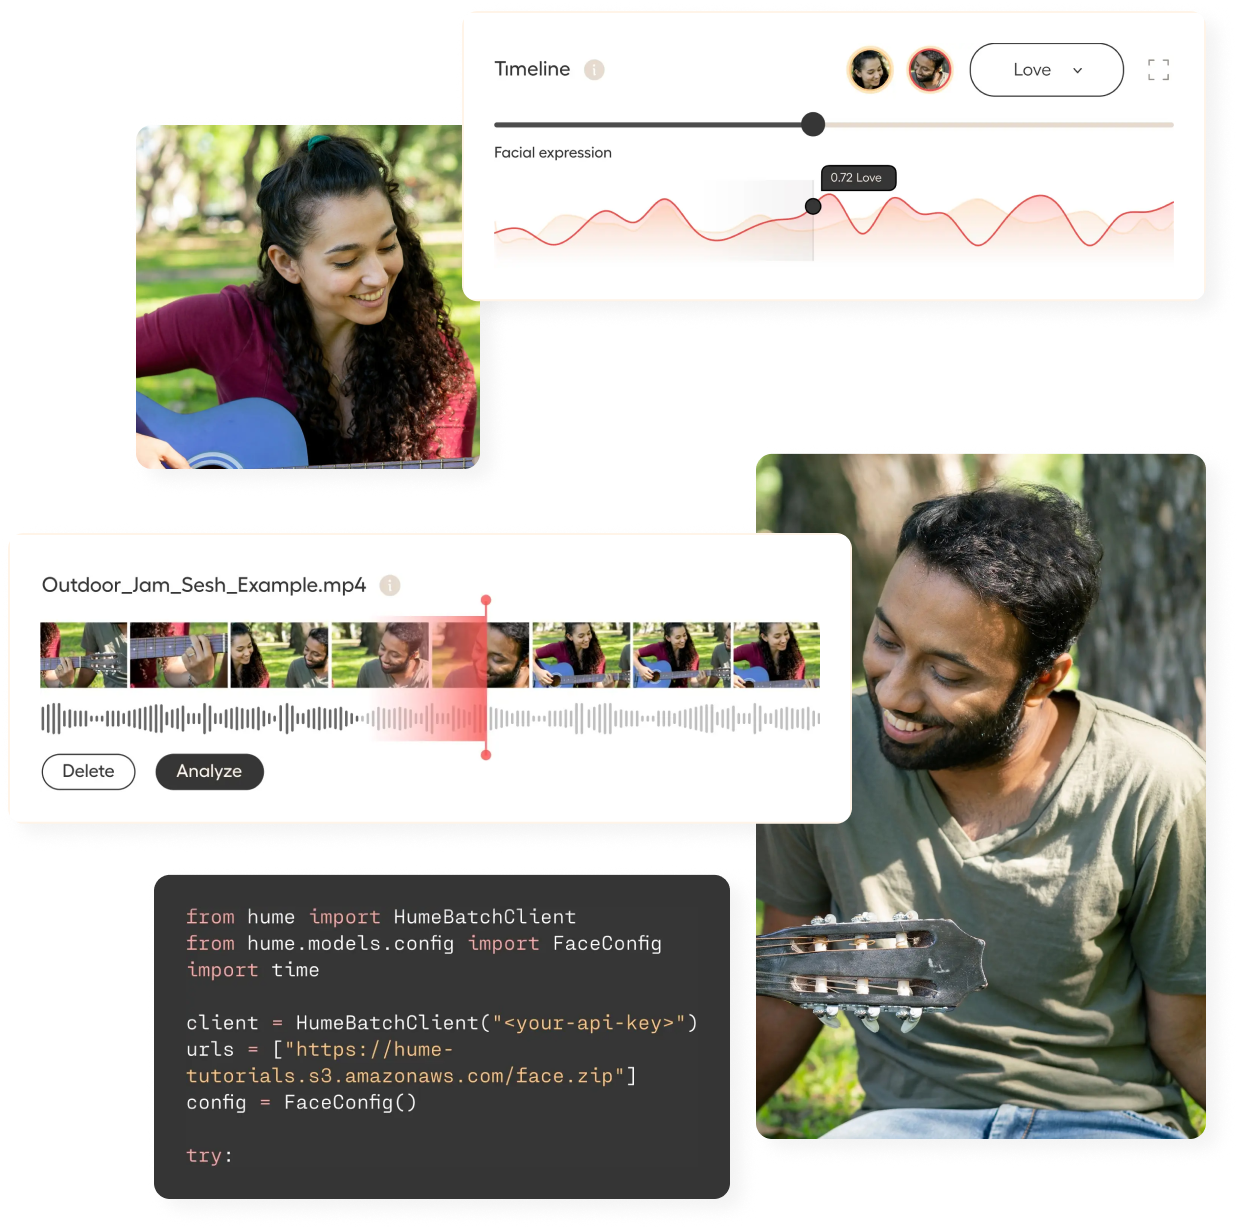 Timeline
Love
Facial expression
0.72 Love
Outdoor_Jam_Sesh_Example.mp4
Delete
Analyze
from hume import HumeBatchClient
from hume.models.config import FaceConfig
import time
client = HumeBatchClient("<your-api-key>")
urls = ["https://hume-
tutorials.s3.amazonaws.com/face.zip"]
config = FaceConfig()
try: